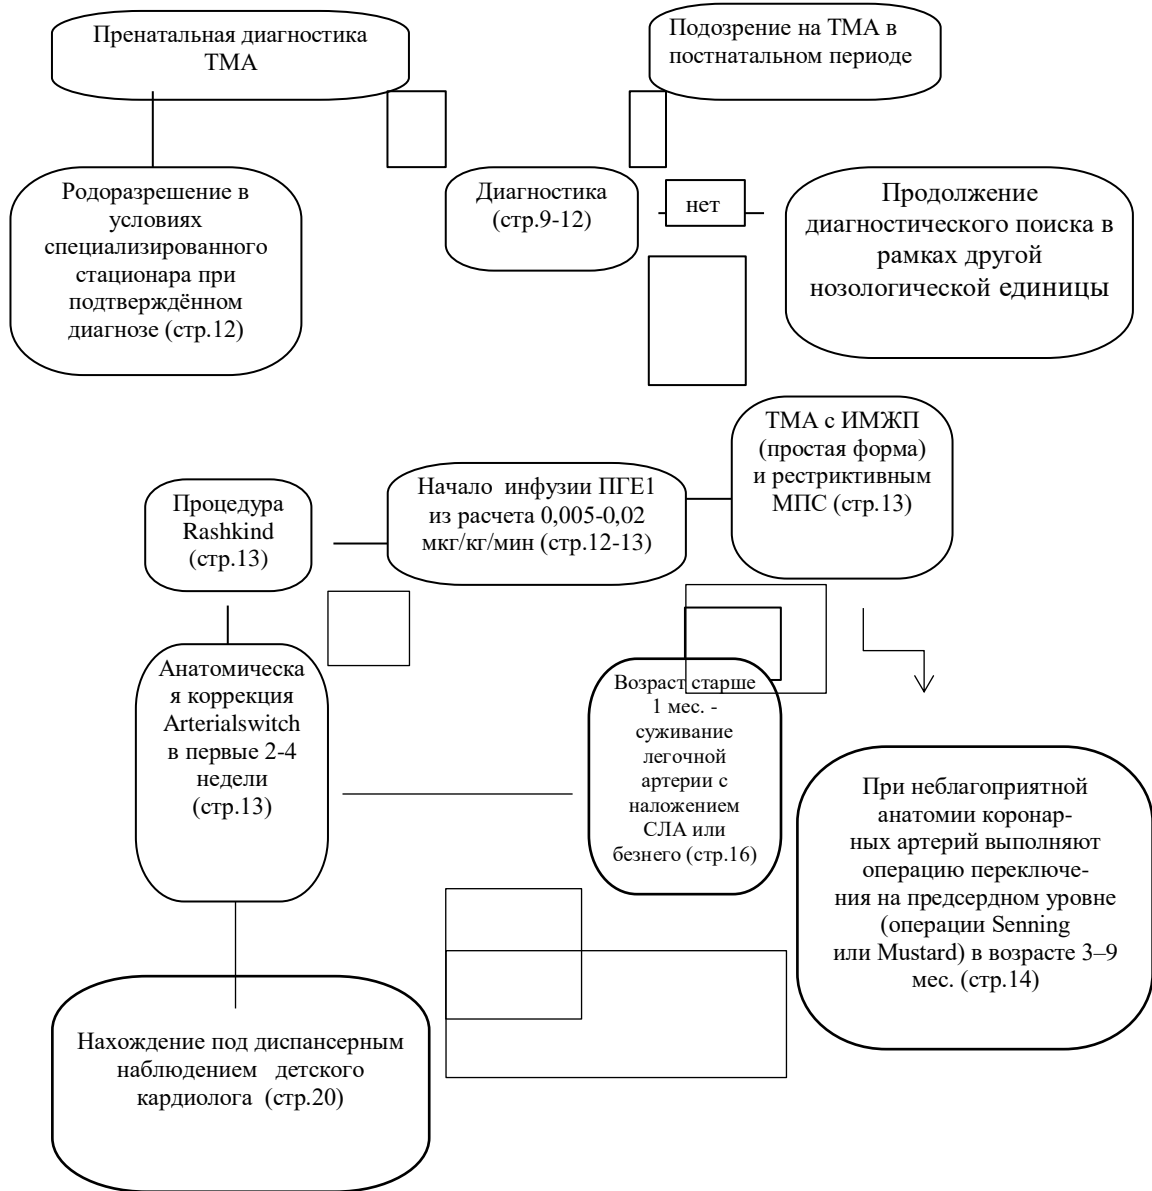 Пренатальная диагностика
ТМА
Подозрение на ТМА в
постнатальном периоде
Родоразрешение в
условиях
специализированного
стационара при
подтверждённом
диагнозе (стр.12)
Диагностика
(стр.9-12)
нет
Продолжение
диагностического поиска в
рамках другой
нозологической единицы
ТМА с ИМЖП
(простая форма)
и рестриктивным
МПС (стр.13)
Начало инфузии ПГЕ1
из расчета 0,005-0,02
мкг/кг/мин (стр.12-13)
Процедура
Rashkind
(стр.13)
Анатомическа
я коррекция
Arterialswitch
в первые 2-4
недели
(стр.13)
Возраст старше
1 мес. -
суживание
легочной
артерии с
наложением
СЛА или
безнего (стр.16)
При неблагоприятной
анатомии коронар-
ных артерий выполняют
операцию переключе-
ния на предсердном уровне
(операции Senning
или Mustard) в возрасте 3–9
мес. (стр.14)
Нахождение под диспансерным
наблюдением детского
кардиолога (стр.20)